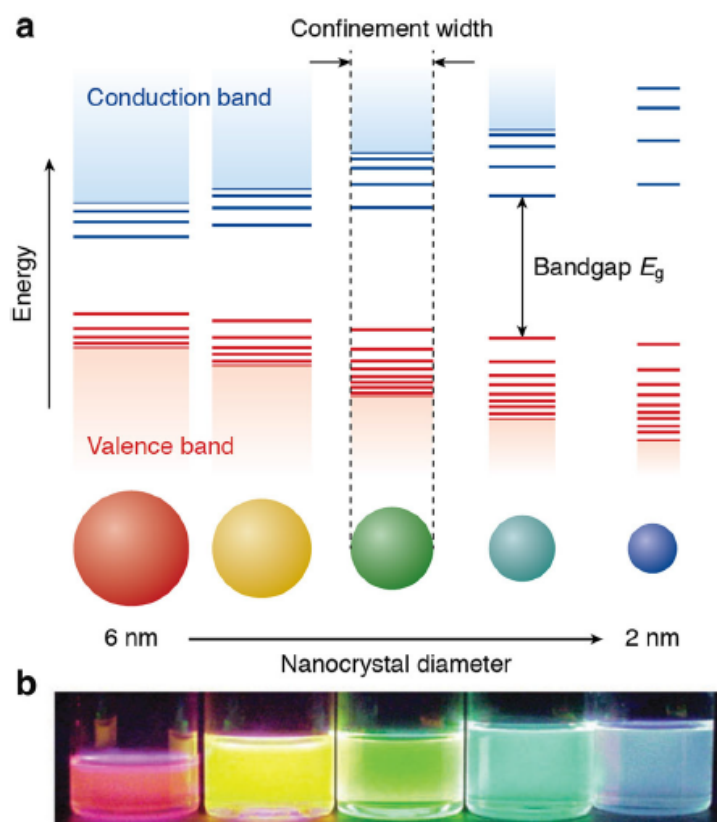 a
Confinement width
Conduction band
Energy
Bandgap Eg
Valence band
6 nm
2 nm
Nanocrystal diameter
b